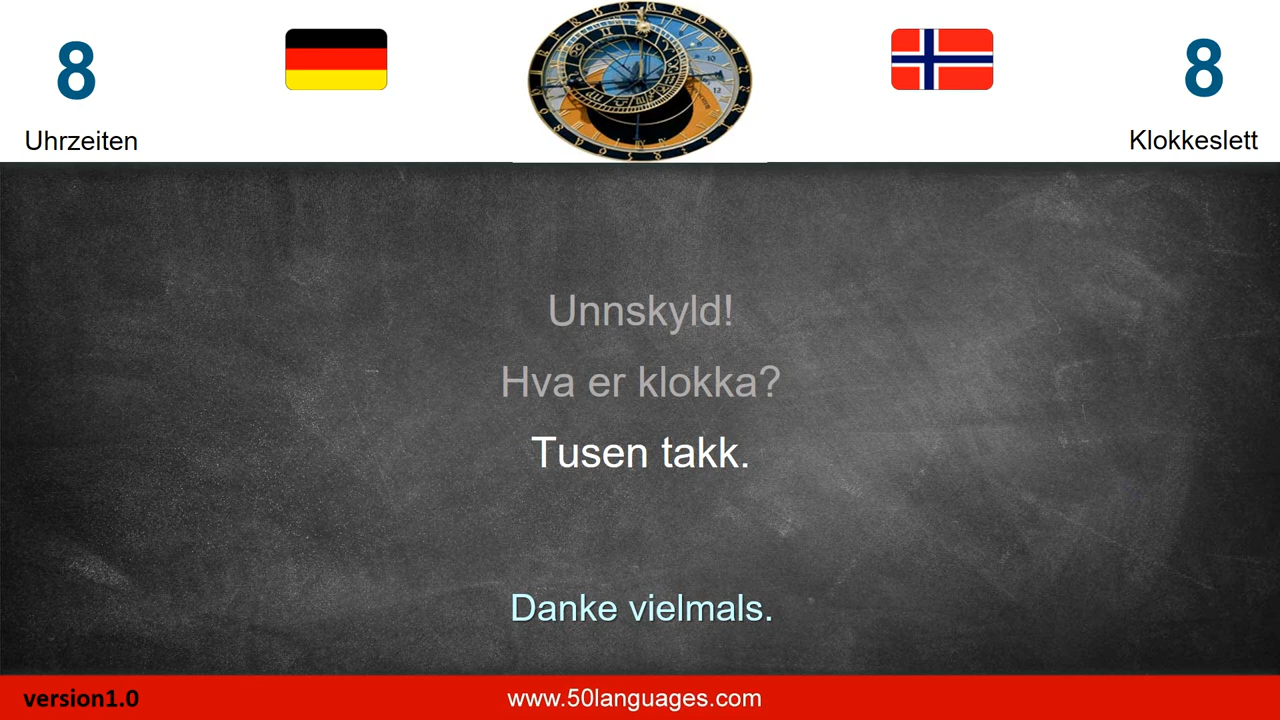 8
8
Uhrzeiten
Klokkeslett
Unnskyld!
Hva er klokka?
Tusen takk.
Danke vielmals.
version1.0
www.50languages.com